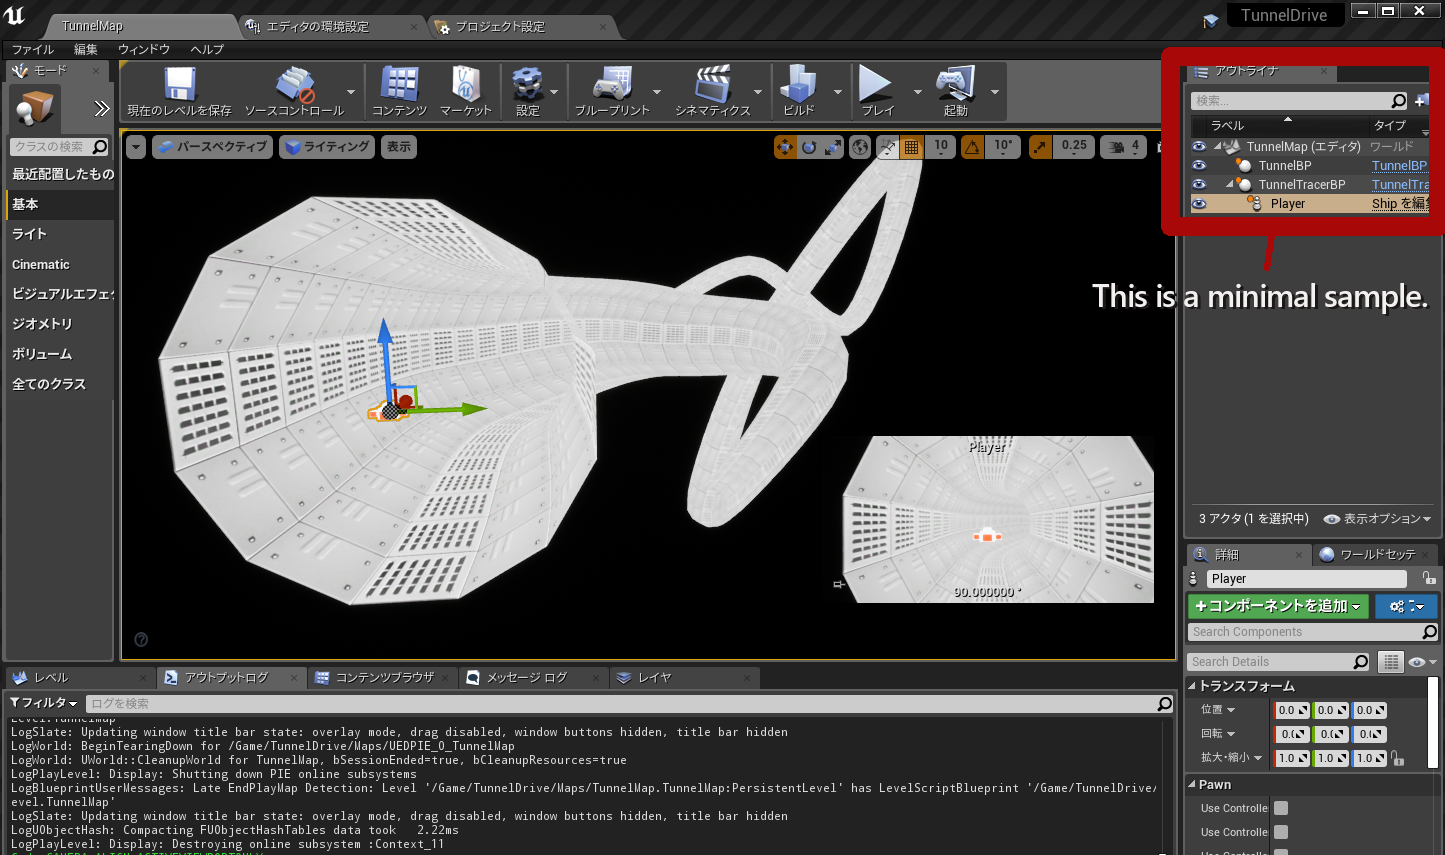 TunnelMap
エディタの環境設定
プロジェクト設定
TunnelDrive
ファイル 編集 ウィンドウ ヘルプ
モード
現在のレベルを保存
ソースコントロール
コンテンツ
マーケット
設定
ブループリント
シネマティクス
ビルド
プレイ
起動
クラスの検索
最近配置したもの
基本
ライト
Cinematic
ビジュアルエフェク
ジオメトリ
ボリューム
全てのクラス
パースペクティブ
ライティング
表示
10
10°
0.25
4
アウトライナ
検索...
ラベル タイプ
TunnelMap (エディタ) ワールド
TunnelBP TunnelBP
TunnelTracerBP TunnelTra
Player Ship を編
This is a minimal sample.
Player
90.000000 °
3 アクタ(1 を選択中) 表示オプション
詳細
ワールドセッテ
Player
+コンポーネントを追加
Search Components
Search Details
トランスフォーム
位置 0.0 0.0 0.0
回転 0.( 0.( 0.(
拡大・縮小 1.0 1.0 1.0
Pawn
Use Controlle
Use Controlle
レベル
アウトプットログ
コンテンツブラウザ
メッセージ ログ
レイヤ
フィルタ
ログを検索
Level.TunnelMap
LogSlate: Updating window title bar state: overlay mode, drag disabled, window buttons hidden, title bar hidden
LogWorld: BeginTearingDown for /Game/TunnelDrive/Maps/UEDPIE_0_TunnelMap
LogWorld: UWorld::CleanupWorld for TunnelMap, bSessionEnded=true, bCleanupResources=true
LogPlayLevel: Display: Shutting down PIE online subsystems
LogBlueprintUserMessages: Late EndPlayMap Detection: Level '/Game/TunnelDrive/Maps/TunnelMap.TunnelMap:PersistentLevel' has LevelScriptBlueprint '/Game/TunnelDrive/
evel.TunnelMap'
LogSlate: Updating window title bar state: overlay mode, drag disabled, window buttons hidden, title bar hidden
LogUObjectHash: Compacting FUObjectHashTables data took 2.22ms
LogPlayLevel: Display: Destroying online subsystem :Context_11